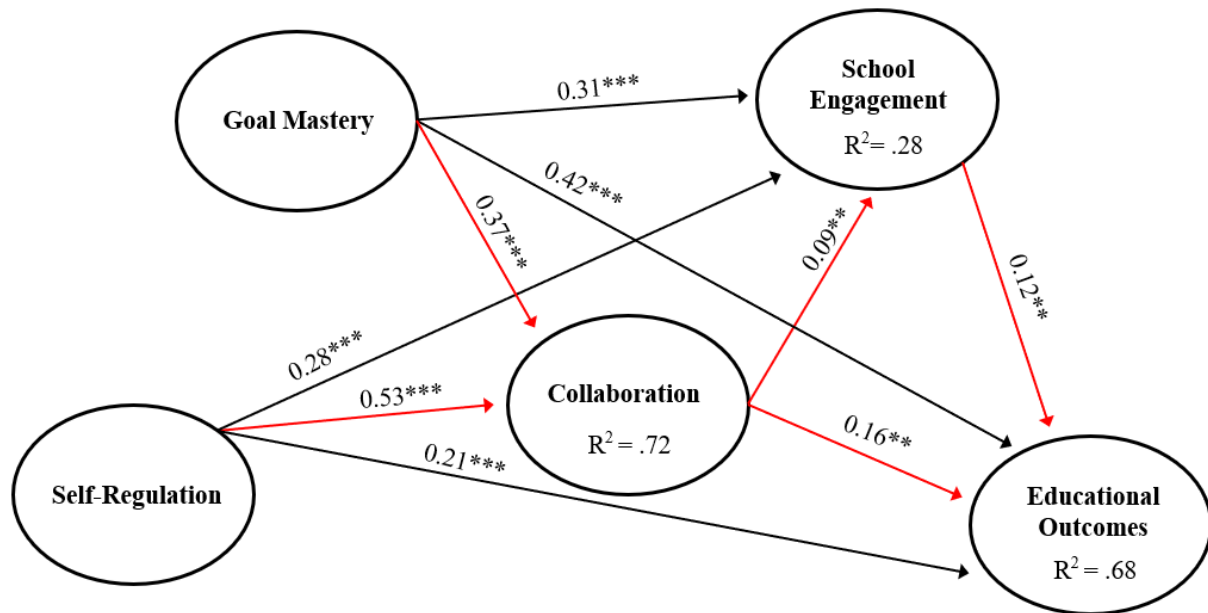 School
Engagement
R²= .28
0.31***
Goal Mastery
0.42***
0.37***
0.09**
0.12**
0.28***
0.53***
Collaboration
R² = .72
0.16**
0.21***
Self-Regulation
Educational
Outcomes
R² = .68